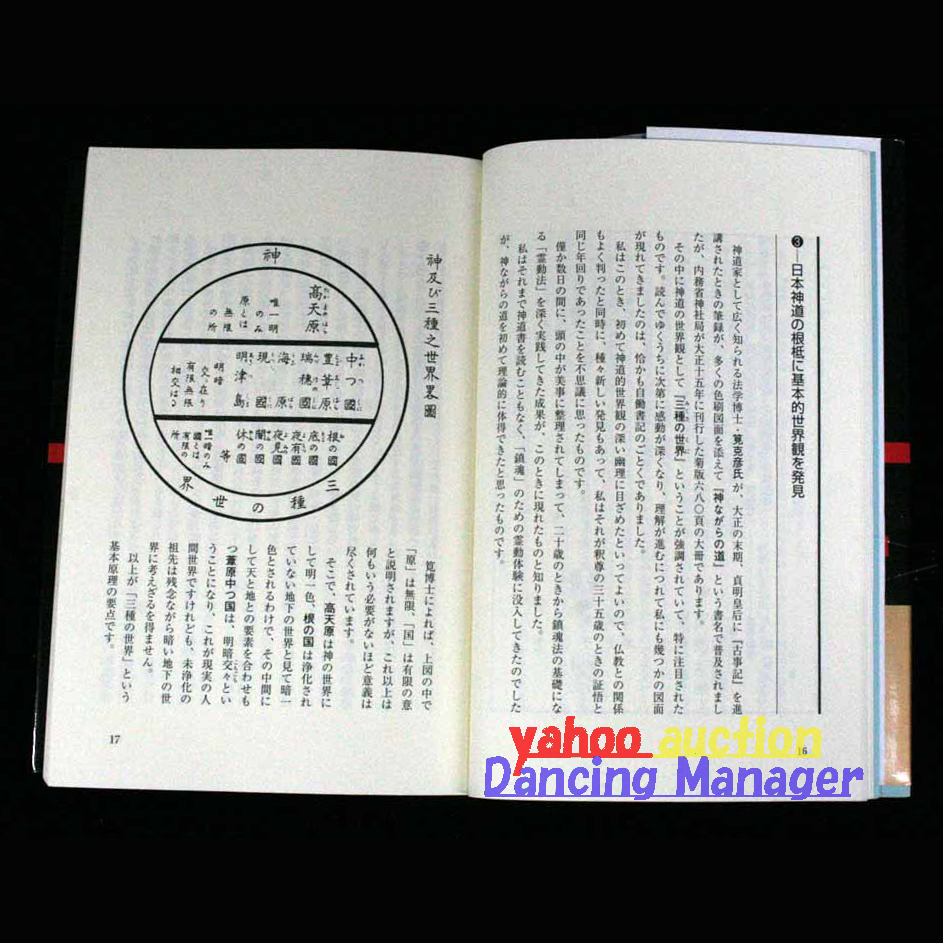 ❸—日本神道の根柢に基本的世界観を発見
神道家として広く知られる法学博士・筧克彦氏が、大正の末期、貞明皇后に『古事記』を進
講されたときの筆録が、多くの色刷図面を添えて『神ながらの道』という書名で普及されまし
たが、内務省神社局が大正十五年に刊行した菊版六八〇頁の大冊であります。
その中に神道の世界観として『三種の世界』ということが強調されていて、特に注目された
ものです。読んでゆくうちに次第に感動が深くなり、理解が進むにつれて私にも幾つかの図面
が現れてきましたのは、恰かも自働書記のごとくでありました。
私はこのとき、初めて神道的世界観の深い幽理に目ざめたといってよいので、仏教との関係
もよく判ったと同時に、種々新しい発見もあって、私はそれが釈尊の三十五歳のときの証悟と
同じ年回りであったことを不思議に思ったものです。
僅か数日の間に、頭の中が美事に整理されてしまって、二十歳のときから鎮魂法の基礎にな
る「霊動法」を深く実践してきた成果が、このときに現れたものと知りました。
私はそれまで神道書を読むこともなく、「鎮魂」のための霊動体験に没入してきたのでした
が、神ながらの道を初めて理論的に体得できたと思ったものです。
16
神及び三種之世界畧圖
神
高天原
唯一明
のみ
原とは
無限
の所
中つ國
豊葦原
瑞穂國
海原
現國
明津島
明暗
交々在り
有限無限
相交はる
根の國
底の國
夜有國
夜見國
闇の國
休の國
等
唯一暗のみ
國とは
有限の
所
三種の世界
筧博士によれば、上図の中で
「原」は無限、「国」は有限の意
と説明されますが、これ以上は
何もいう必要がないほど意義は
尽くされています。
そこで、高天原は神の世界に
して明一色、根の国は浄化され
ていない地下の世界と見て暗一
色とされるわけで、その中間に
して天と地との要素を合わせも
つ葦原中つ国は、明暗交々とい
うことになり、これが現実の人
間世界ですけれども、未浄化の
祖先は残念ながら暗い地下の世
界に考えざるを得ません。
以上が「三種の世界」という
基本原理の要点です。
17
yahoo auction
Dancing Manager